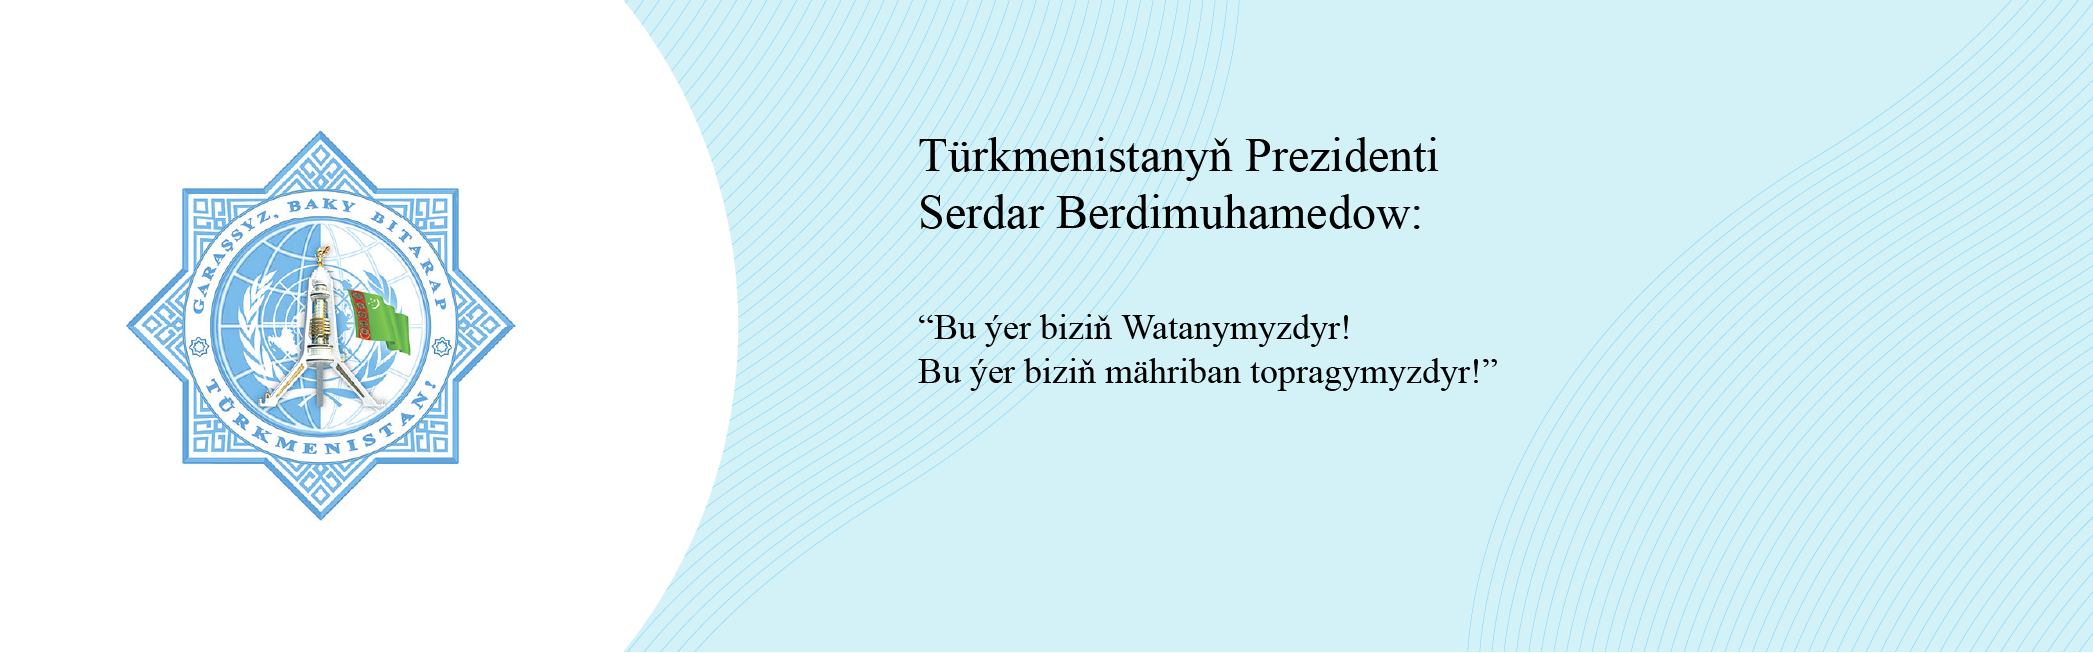 GARAŞSYZ, BAKY BITARAP
TÜRKMENISTAN!
Türkmenistanyň Prezidenti
Serdar Berdimuhamedow:
“Bu ýer biziň Watanymyzdyr!
Bu ýer biziň mähriban topragymyzdyr!”